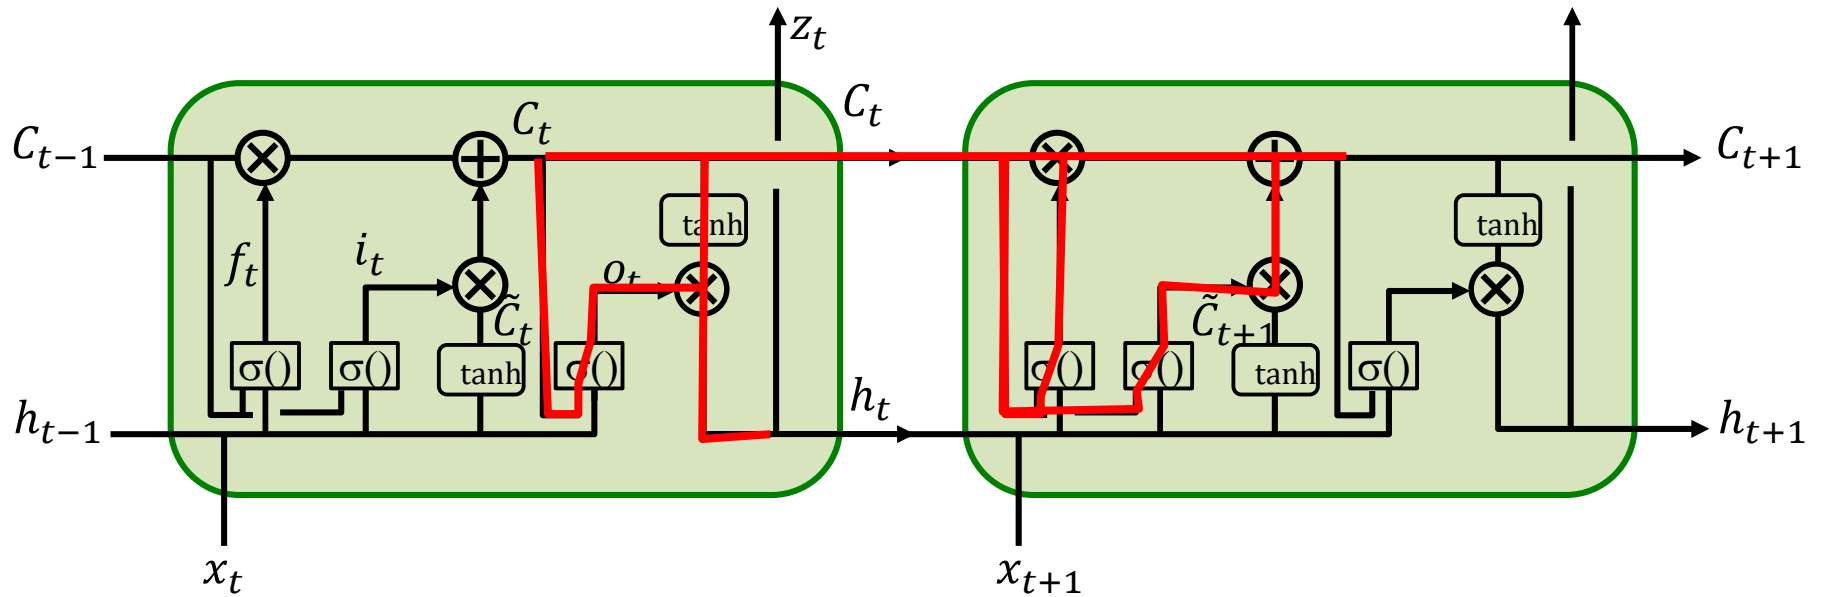 z_t
C_{t-1}
C_t
C_t
C_{t+1}
f_t
i_t
o_t
tanh
tanh
C̃_t
C̃_{t+1}
σ()
σ()
tanh
σ()
σ()
σ()
tanh
σ()
h_{t-1}
h_t
h_{t+1}
x_t
x_{t+1}